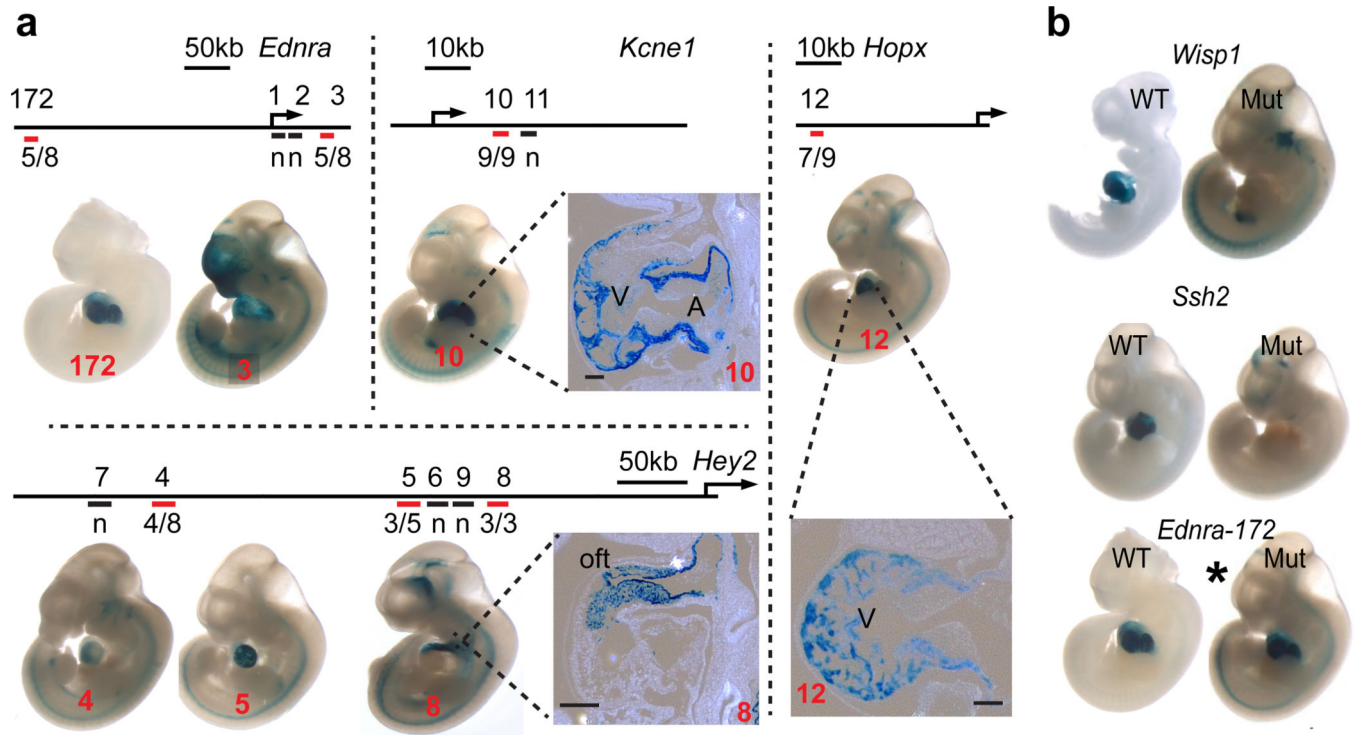 a
50kb Ednra
172 1 2 3
5/8 n n 5/8
172 3
10kb Kcne1
10 11
9/9 n
10
V A
10
10kb Hopx
12
7/9
12
V
12
50kb Hey2
7 4 5 6 9 8
n 4/8 3/5 n n 3/3
4 5 8
oft
8
b
Wisp1
WT Mut
Ssh2
WT Mut
Ednra-172
WT * Mut